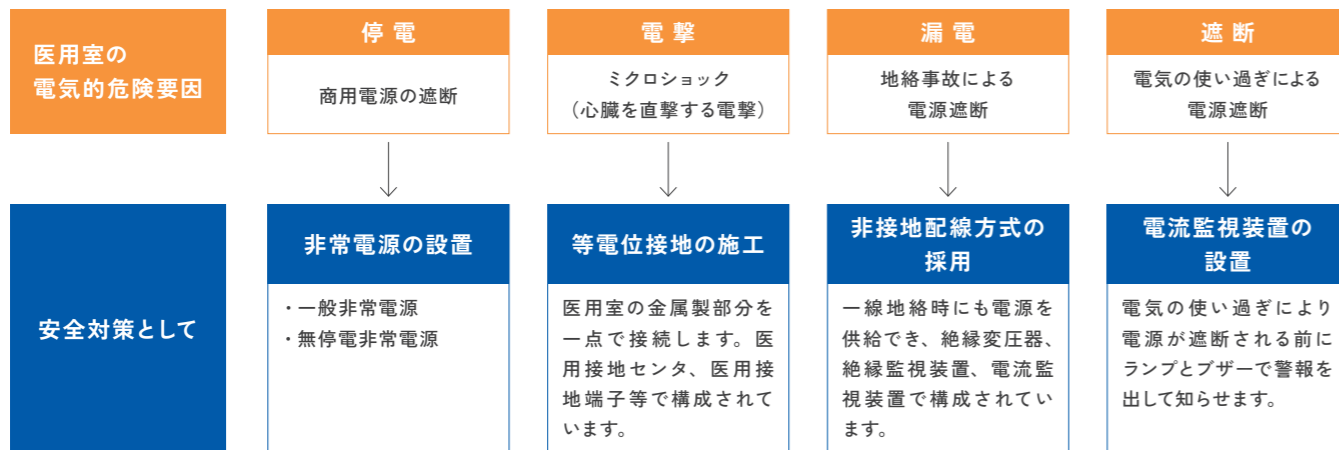 医用室の
電気的危険要因
停電
商用電源の遮断
電撃
ミクロショック
（心臓を直撃する電撃）
漏電
地絡事故による
電源遮断
遮断
電気の使い過ぎによる
電源遮断
安全対策として
非常電源の設置
・一般非常電源
・無停電非常電源
等電位接地の施工
医用室の金属製部分を
一点で接続します。医
用接地センタ、医用接
地端子等で構成されて
います。
非接地配線方式の
採用
一線地絡時にも電源を
供給でき、絶縁変圧器、
絶縁監視装置、電流監
視装置で構成されてい
ます。
電流監視装置の
設置
電気の使い過ぎにより
電源が遮断される前に
ランプとブザーで警報を
出して知らせます。